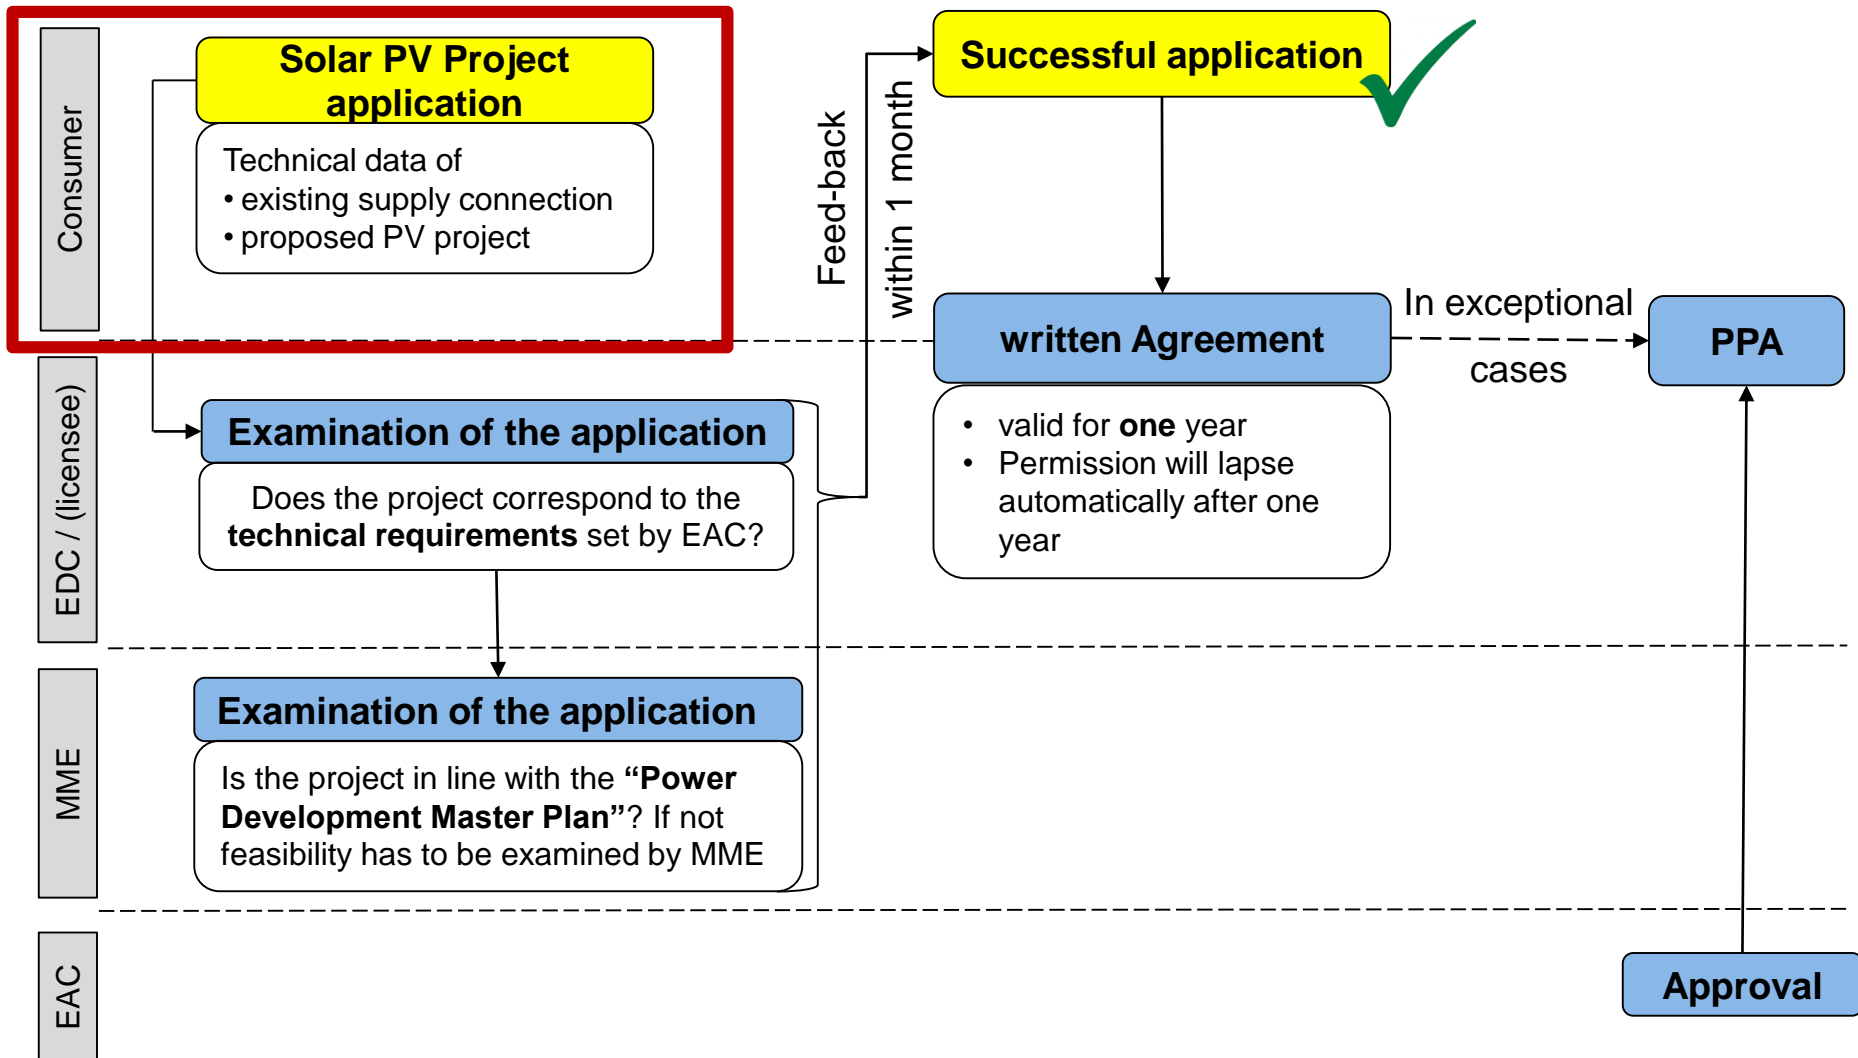 Consumer
Solar PV Project
application
Technical data of
• existing supply connection
• proposed PV project
Feed-back
within 1 month
Successful application
written Agreement
• valid for one year
• Permission will lapse
automatically after one
year
In exceptional
cases
PPA
EDC / (licensee)
Examination of the application
Does the project correspond to the
technical requirements set by EAC?
MME
Examination of the application
Is the project in line with the “Power
Development Master Plan”? If not
feasibility has to be examined by MME
EAC
Approval